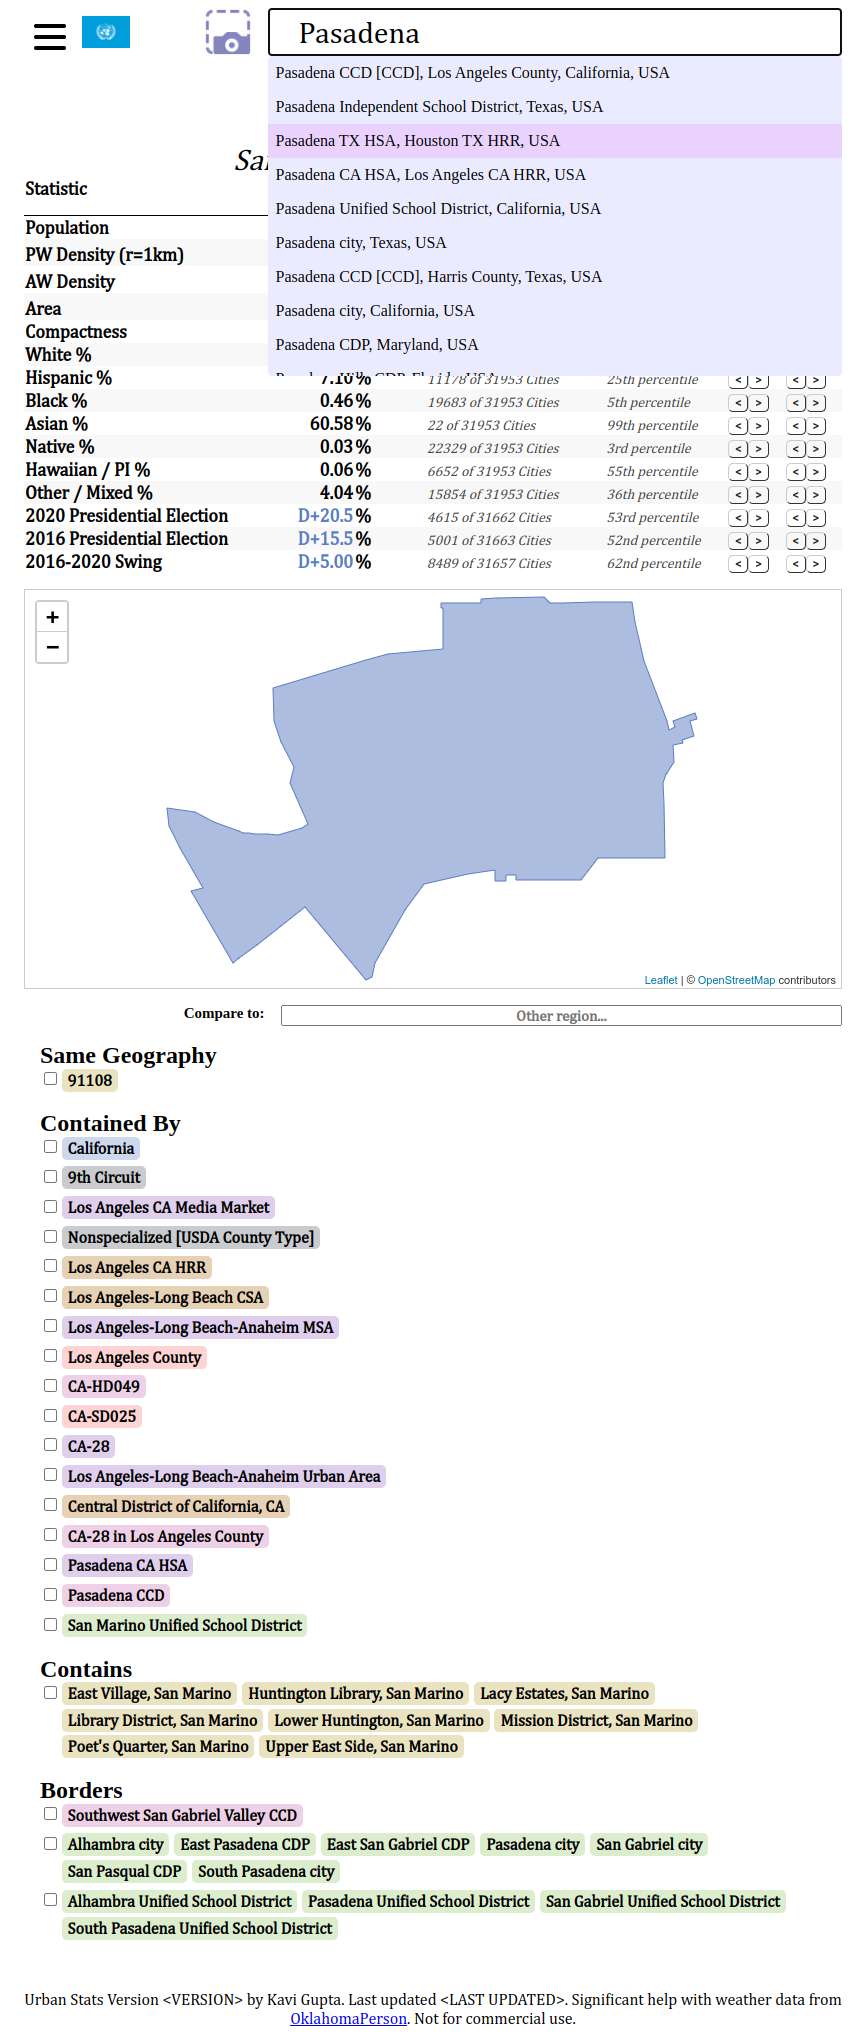 Pasadena
Pasadena CCD [CCD], Los Angeles County, California, USA
Pasadena Independent School District, Texas, USA
Pasadena TX HSA, Houston TX HRR, USA
Pasadena CA HSA, Los Angeles CA HRR, USA
Pasadena Unified School District, California, USA
Pasadena city, Texas, USA
Pasadena CCD [CCD], Harris County, Texas, USA
Pasadena city, California, USA
Pasadena CDP, Maryland, USA
Statistic
Population
PW Density (r=1km)
AW Density
Area
Compactness
White %
Hispanic % 7.10% 11178 of 31953 Cities 25th percentile < > < >
Black % 0.46% 19683 of 31953 Cities 5th percentile < > < >
Asian % 60.58% 22 of 31953 Cities 99th percentile < > < >
Native % 0.03% 22329 of 31953 Cities 3rd percentile < > < >
Hawaiian / PI % 0.06% 6652 of 31953 Cities 55th percentile < > < >
Other / Mixed % 4.04% 15854 of 31953 Cities 36th percentile < > < >
2020 Presidential Election D+20.5% 4615 of 31662 Cities 53rd percentile < > < >
2016 Presidential Election D+15.5% 5001 of 31663 Cities 52nd percentile < > < >
2016-2020 Swing D+5.00% 8489 of 31657 Cities 62nd percentile < > < >
+
−
Leaflet | © OpenStreetMap contributors
Compare to: Other region...
Same Geography
91108
Contained By
California
9th Circuit
Los Angeles CA Media Market
Nonspecialized [USDA County Type]
Los Angeles CA HRR
Los Angeles-Long Beach CSA
Los Angeles-Long Beach-Anaheim MSA
Los Angeles County
CA-HD049
CA-SD025
CA-28
Los Angeles-Long Beach-Anaheim Urban Area
Central District of California, CA
CA-28 in Los Angeles County
Pasadena CA HSA
Pasadena CCD
San Marino Unified School District
Contains
East Village, San Marino Huntington Library, San Marino Lacy Estates, San Marino
Library District, San Marino Lower Huntington, San Marino Mission District, San Marino
Poet's Quarter, San Marino Upper East Side, San Marino
Borders
Southwest San Gabriel Valley CCD
Alhambra city East Pasadena CDP East San Gabriel CDP Pasadena city San Gabriel city
San Pasqual CDP South Pasadena city
Alhambra Unified School District Pasadena Unified School District San Gabriel Unified School District
South Pasadena Unified School District
Urban Stats Version <VERSION> by Kavi Gupta. Last updated <LAST UPDATED>. Significant help with weather data from
OklahomaPerson. Not for commercial use.